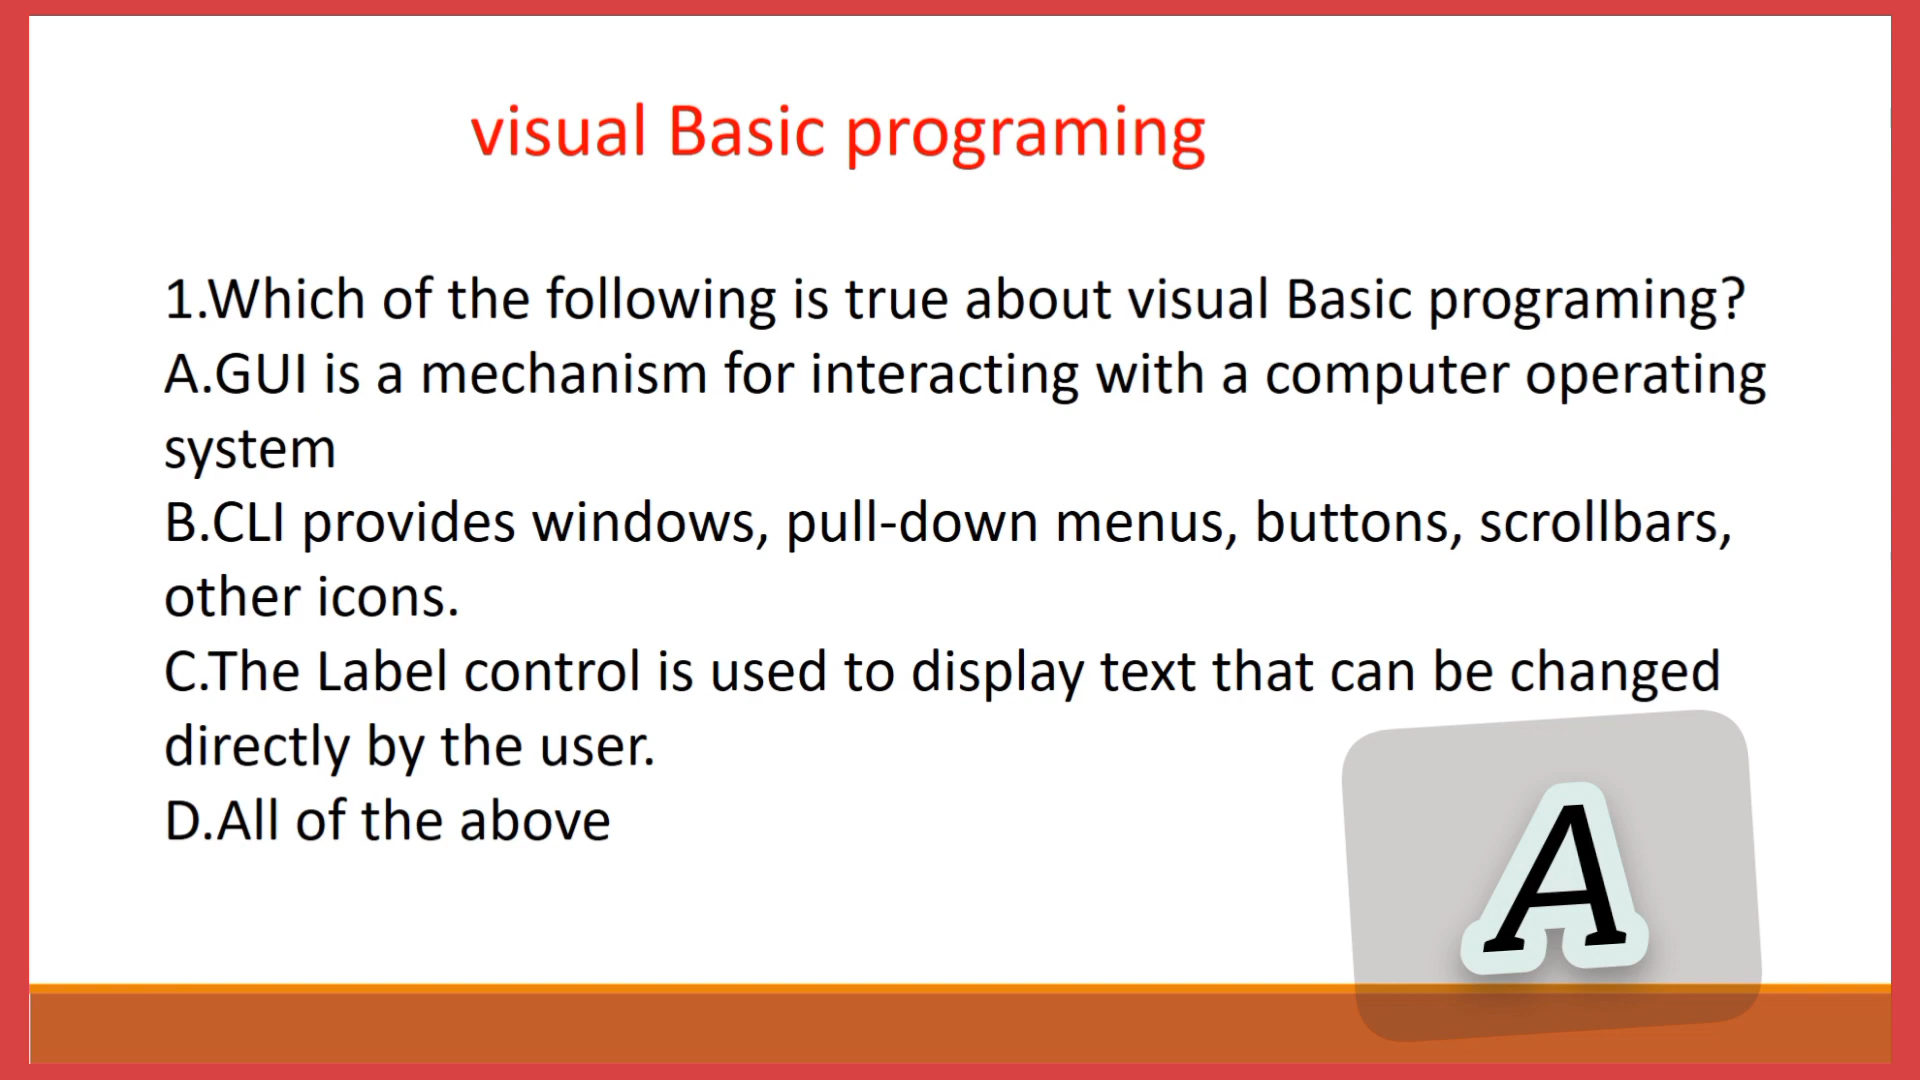 visual Basic programing
1.Which of the following is true about visual Basic programing?
A.GUI is a mechanism for interacting with a computer operating
system
B.CLI provides windows, pull-down menus, buttons, scrollbars,
other icons.
C.The Label control is used to display text that can be changed
directly by the user.
D.All of the above
A